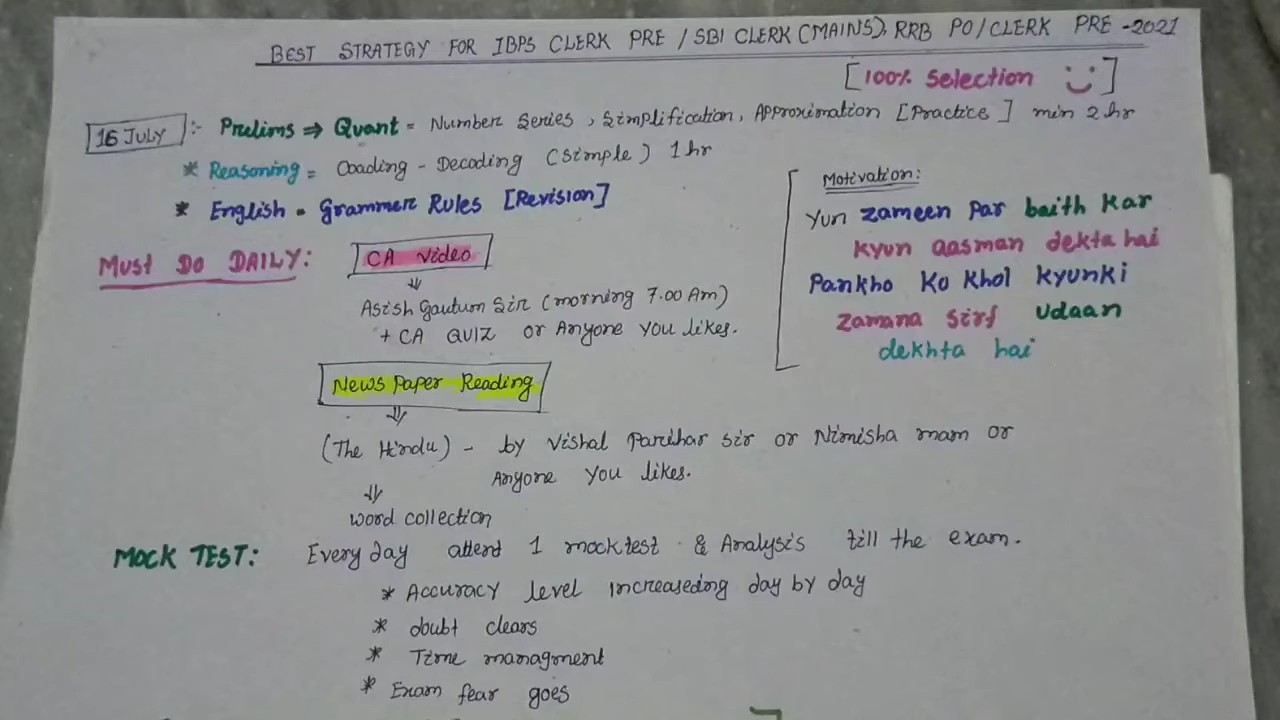 BEST STRATEGY FOR IBPS CLERK PRE / SBI CLERK (MAINS), RRB PO/CLERK PRE -2021
[100% Selection :)]
16 JULY :- Prelims ⇒ Quant = Number Series, Simplification, Approximation [Practice] min 2 hr
* Reasoning = Coading - Decoding (Simple) 1 hr
* English = Grammer Rules [Revision]
Motivation:
Yun zameen par baith kar
kyun aasman dekta hai
Pankho ko khol kyunki
zamana sirf udaan
dekhta hai
MUST DO DAILY: CA video
⇓
Asish Gautum Sir (morning 7.00 Am)
+ CA QUIZ or Anyone you likes.
News Paper Reading
⇓
(The Hindu) - by Vishal Parihar sir or Nimisha mam or
Anyone you likes.
⇓
word collection
MOCK TEST: Every day attend 1 mock test & Analysis till the exam.
* Accuracy level increaseding day by day
* doubt clears
* Time managment
* Exam fear goes